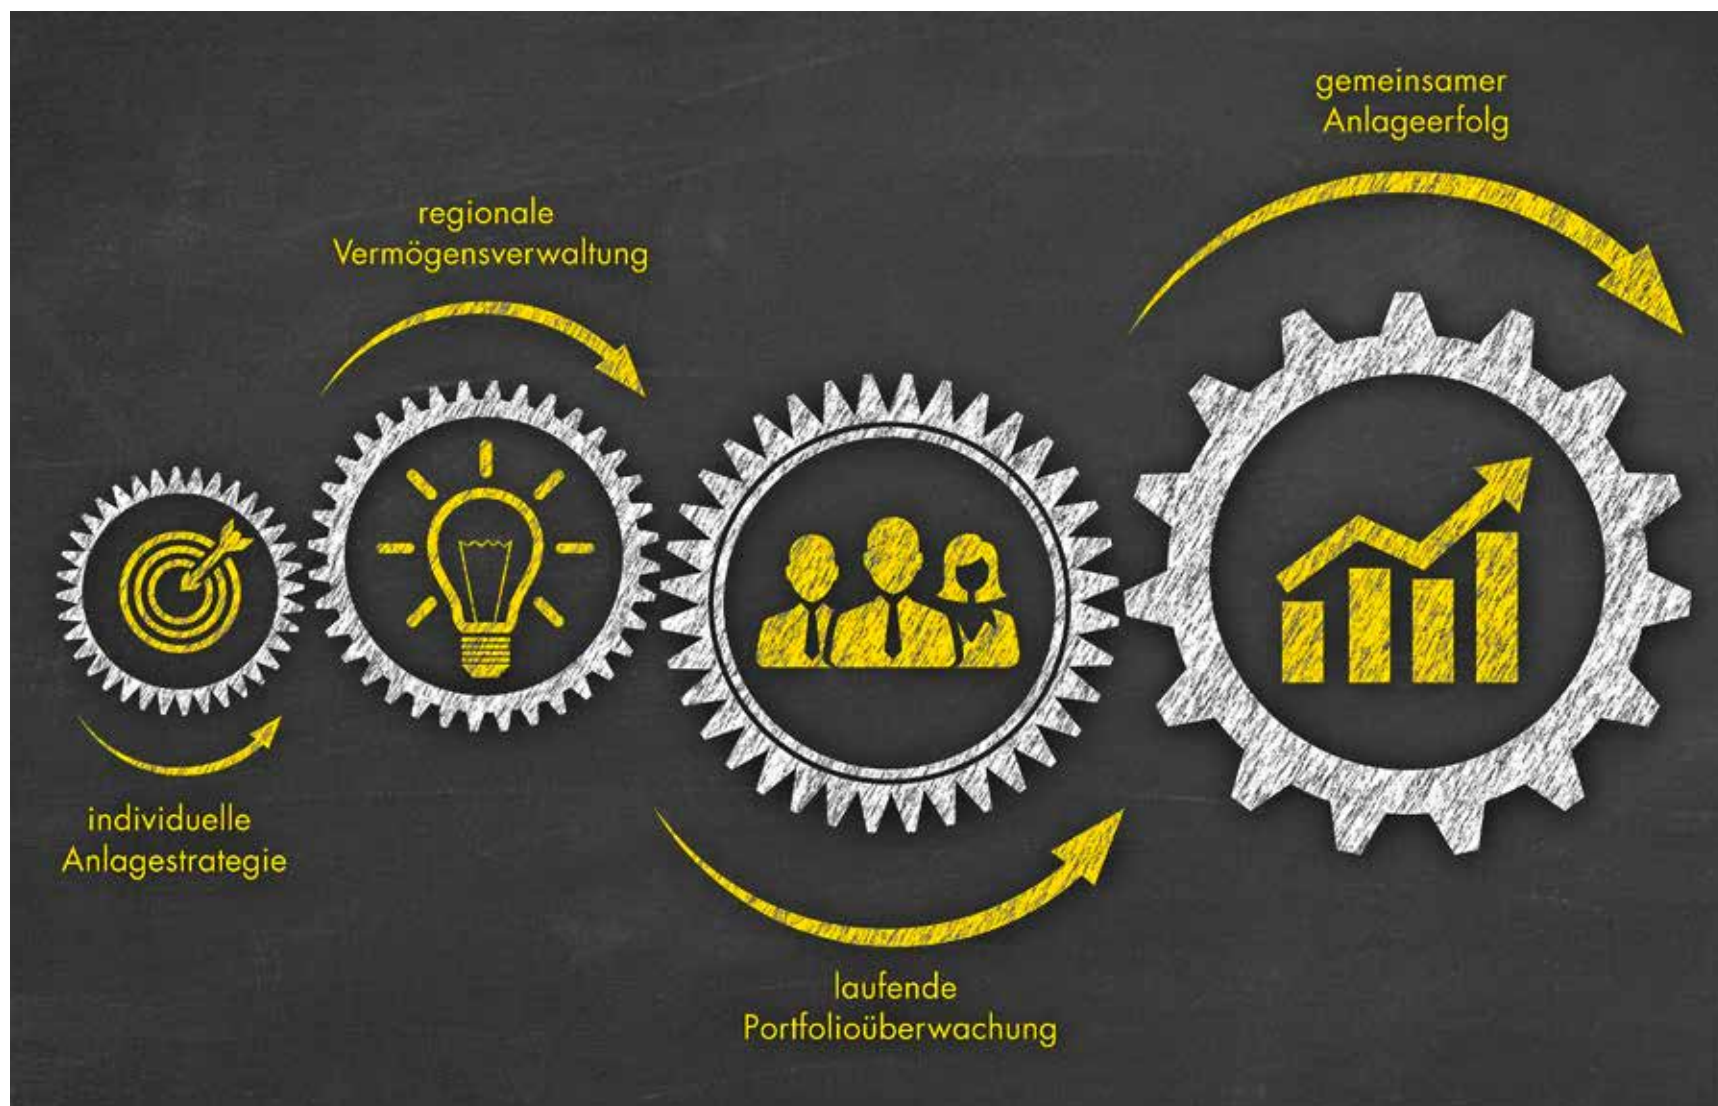 individuelle
Anlagestrategie
regionale
Vermögensverwaltung
laufende
Portfolioüberwachung
gemeinsamer
Anlageerfolg